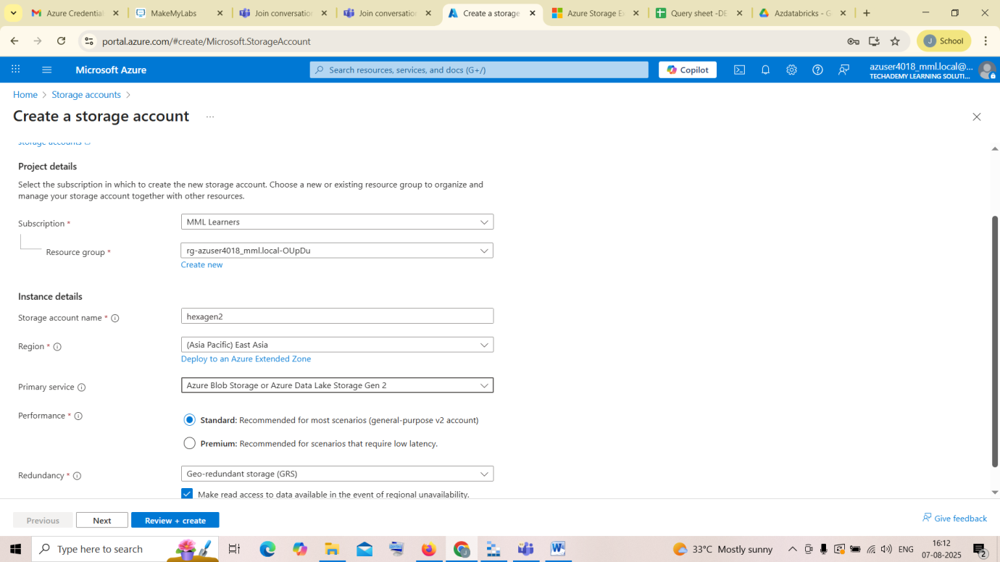 Azure Credential
MakeMyLabs
Join conversation
Join conversation
Create a storage
Azure Storage Ex
Query sheet -DE
Azdatabricks - G
portal.azure.com/#create/Microsoft.StorageAccount
J School
Microsoft Azure
Search resources, services, and docs (G+/)
Copilot
azuser4018_mml.local@...
TECHADEMY LEARNING SOLUTI...
Home > Storage accounts >
Create a storage account ...
storage accounts
Project details
Select the subscription in which to create the new storage account. Choose a new or existing resource group to organize and
manage your storage account together with other resources.
Subscription *
MML Learners
Resource group *
rg-azuser4018_mml.local-OUpDu
Create new
Instance details
Storage account name *
hexagen2
Region *
(Asia Pacific) East Asia
Deploy to an Azure Extended Zone
Primary service
Azure Blob Storage or Azure Data Lake Storage Gen 2
Performance *
Standard: Recommended for most scenarios (general-purpose v2 account)
Premium: Recommended for scenarios that require low latency.
Redundancy *
Geo-redundant storage (GRS)
Make read access to data available in the event of regional unavailability.
Previous
Next
Review + create
Give feedback
Type here to search
33°C Mostly sunny
ENG
16:12
07-08-2025
2